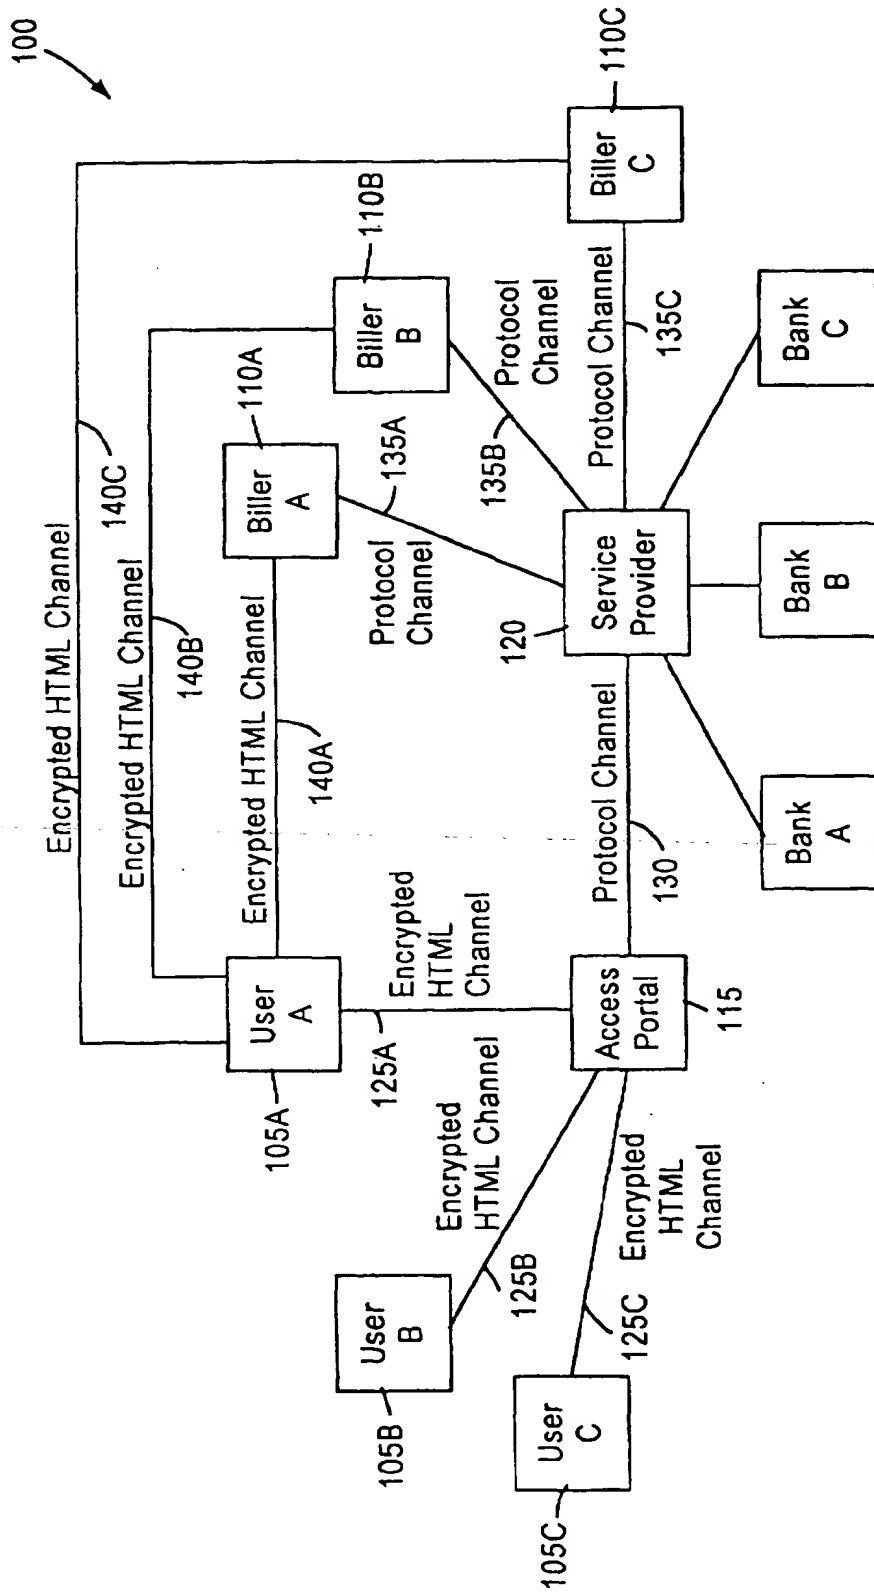 100
Encrypted HTML Channel
140C
Encrypted HTML Channel
140B
Encrypted HTML Channel
140A
User
A
105A
Biller
A
110A
Biller
B
110B
Biller
C
110C
Protocol
Channel
135A
Protocol
Channel
135B
Protocol Channel
135C
Encrypted
HTML
Channel
125A
Encrypted
HTML Channel
125B
Encrypted
HTML
Channel
125C
User
B
105B
User
C
105C
Access
Portal
115
Protocol Channel
130
Service
Provider
120
Bank
A
Bank
B
Bank
C